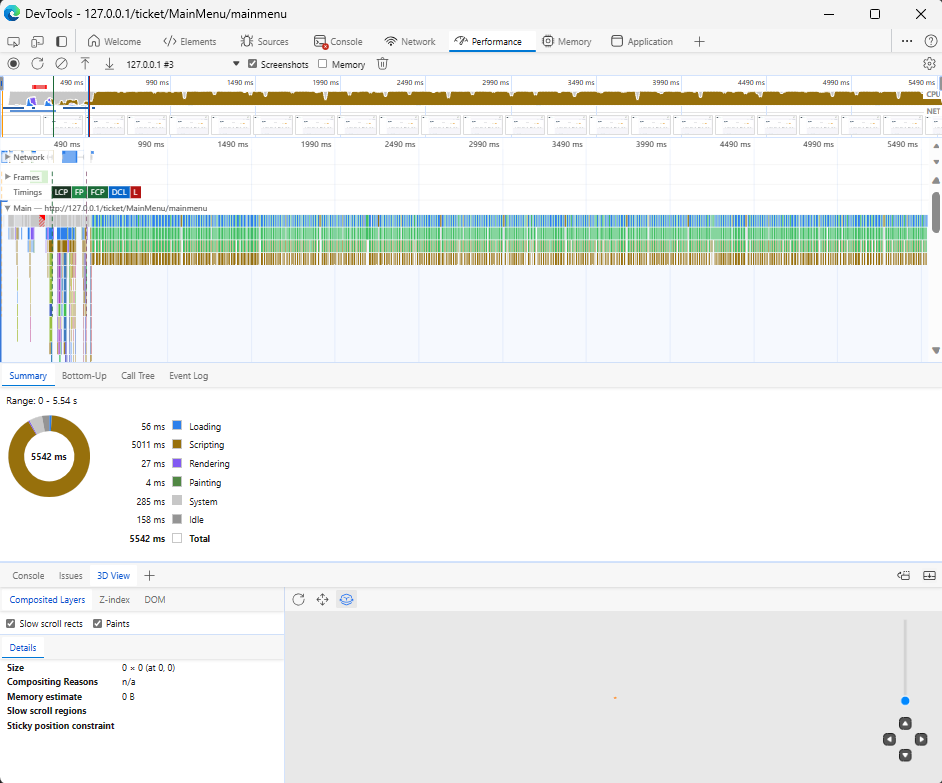 DevTools - 127.0.0.1/ticket/MainMenu/mainmenu
Welcome Elements Sources Console Network Performance Memory Application
127.0.0.1 #3 Screenshots Memory
490 ms 990 ms 1490 ms 1990 ms 2490 ms 2990 ms 3490 ms 3990 ms 4490 ms 4990 ms 5490 ms
CPU
NET
490 ms 990 ms 1490 ms 1990 ms 2490 ms 2990 ms 3490 ms 3990 ms 4490 ms 4990 ms 5490 ms
Network
Frames
Timings LCP FP FCP DCL L
Main — http://127.0.0.1/ticket/MainMenu/mainmenu
Summary Bottom-Up Call Tree Event Log
Range: 0 - 5.54 s
5542 ms
56 ms Loading
5011 ms Scripting
27 ms Rendering
4 ms Painting
285 ms System
158 ms Idle
5542 ms Total
Console Issues 3D View
Composited Layers Z-index DOM
Slow scroll rects Paints
Details
Size 0 × 0 (at 0, 0)
Compositing Reasons n/a
Memory estimate 0 B
Slow scroll regions
Sticky position constraint